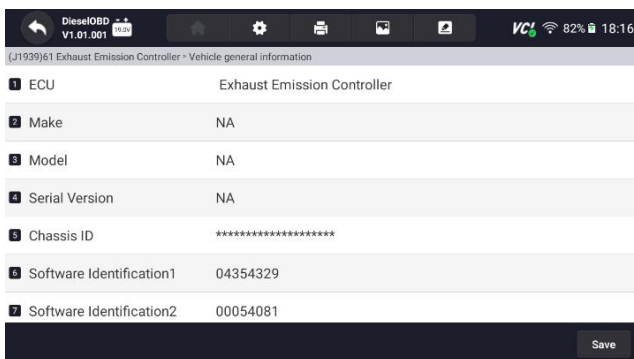 DieselOBD
V1.01.001
VCI
82%
18:16
(J1939)61 Exhaust Emission Controller > Vehicle general information
1 ECU Exhaust Emission Controller
2 Make NA
3 Model NA
4 Serial Version NA
5 Chassis ID ********************
6 Software Identification1 04354329
7 Software Identification2 00054081
Save